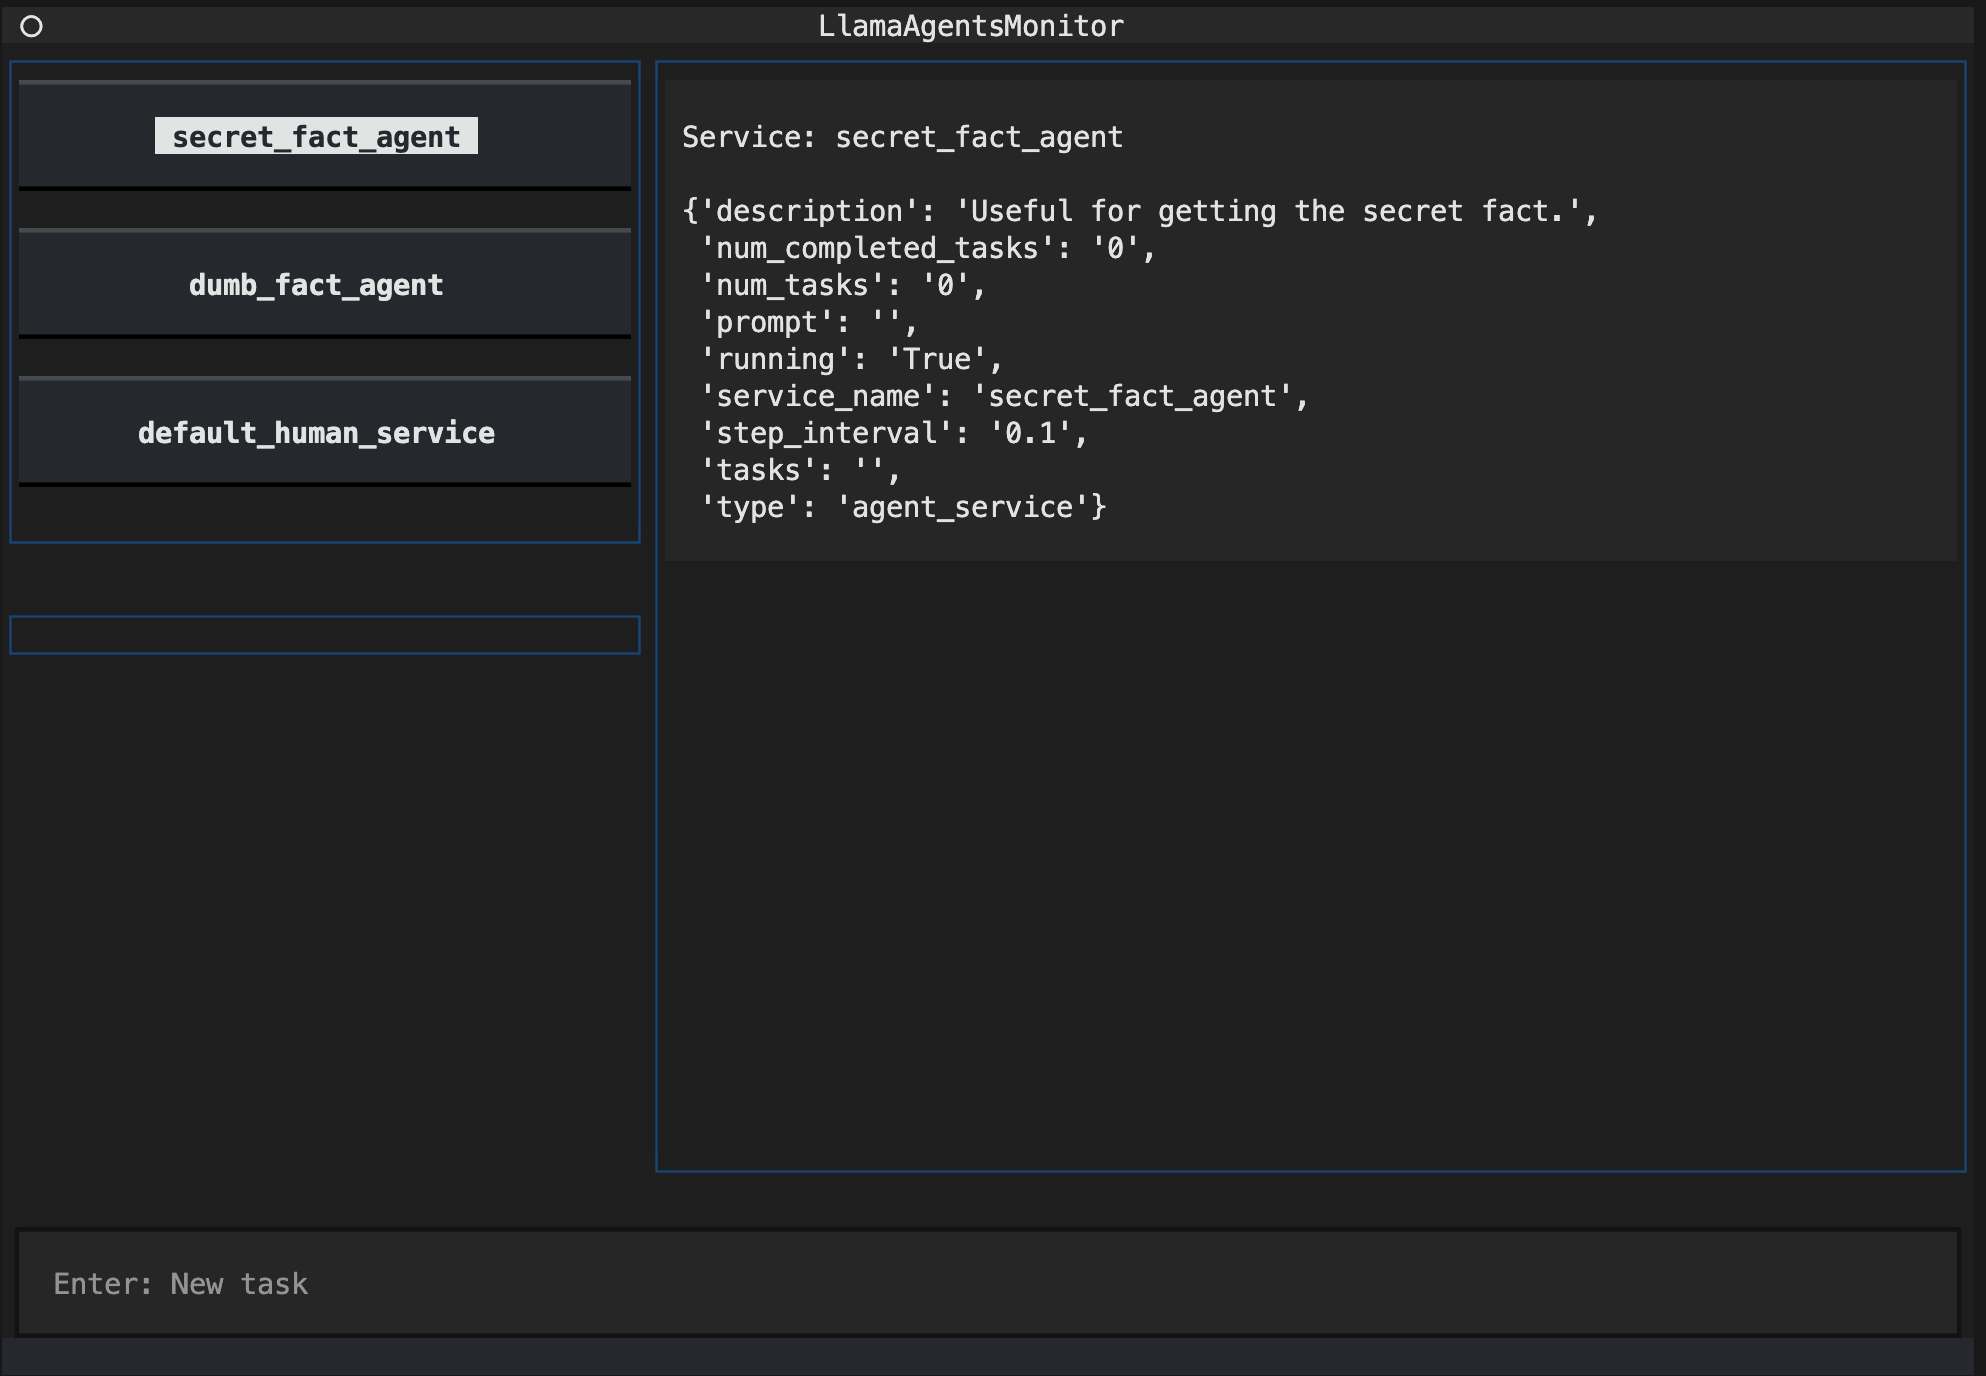 LlamaAgentsMonitor
secret_fact_agent
dumb_fact_agent
default_human_service
Service: secret_fact_agent
{'description': 'Useful for getting the secret fact.',
 'num_completed_tasks': '0',
 'num_tasks': '0',
 'prompt': '',
 'running': 'True',
 'service_name': 'secret_fact_agent',
 'step_interval': '0.1',
 'tasks': '',
 'type': 'agent_service'}
Enter: New task